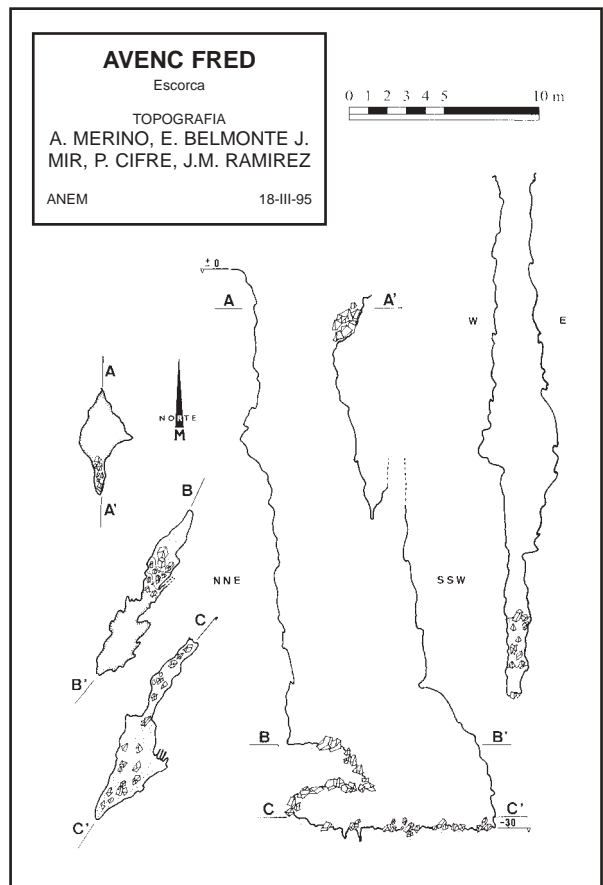 AVENC FRED
Escorca
TOPOGRAFIA
A. MERINO, E. BELMONTE J.
MIR, P. CIFRE, J.M. RAMIREZ
ANEM 18-III-95
0 1 2 3 4 5 10 m
± 0
A A'
W E
A
NORTE
M
A'
B
NNE SSW
C
B'
B B'
C C'
-30
C'